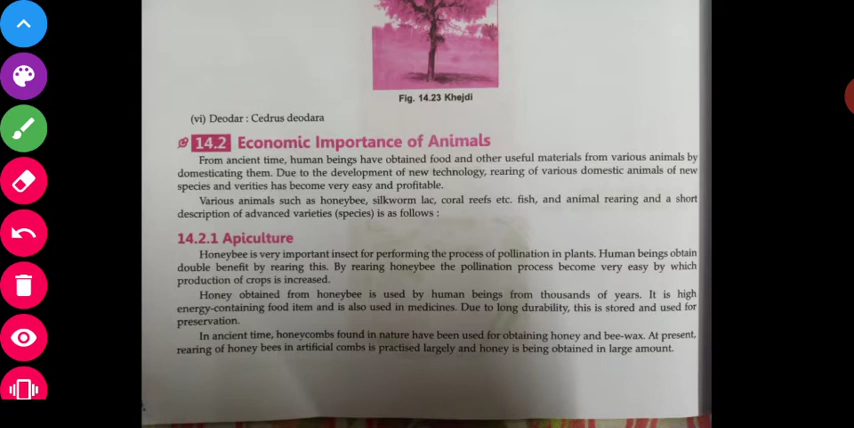 Fig. 14.23 Khejdi
(vi) Deodar : Cedrus deodara
14.2 Economic Importance of Animals
From ancient time, human beings have obtained food and other useful materials from various animals by
domesticating them. Due to the development of new technology, rearing of various domestic animals of new
species and verities has become very easy and profitable.
Various animals such as honeybee, silkworm lac, coral reefs etc. fish, and animal rearing and a short
description of advanced varieties (species) is as follows :
14.2.1 Apiculture
Honeybee is very important insect for performing the process of pollination in plants. Human beings obtain
double benefit by rearing this. By rearing honeybee the pollination process become very easy by which
production of crops is increased.
Honey obtained from honeybee is used by human beings from thousands of years. It is high
energy-containing food item and is also used in medicines. Due to long durability, this is stored and used for
preservation.
In ancient time, honeycombs found in nature have been used for obtaining honey and bee-wax. At present,
rearing of honey bees in artificial combs is practised largely and honey is being obtained in large amount.